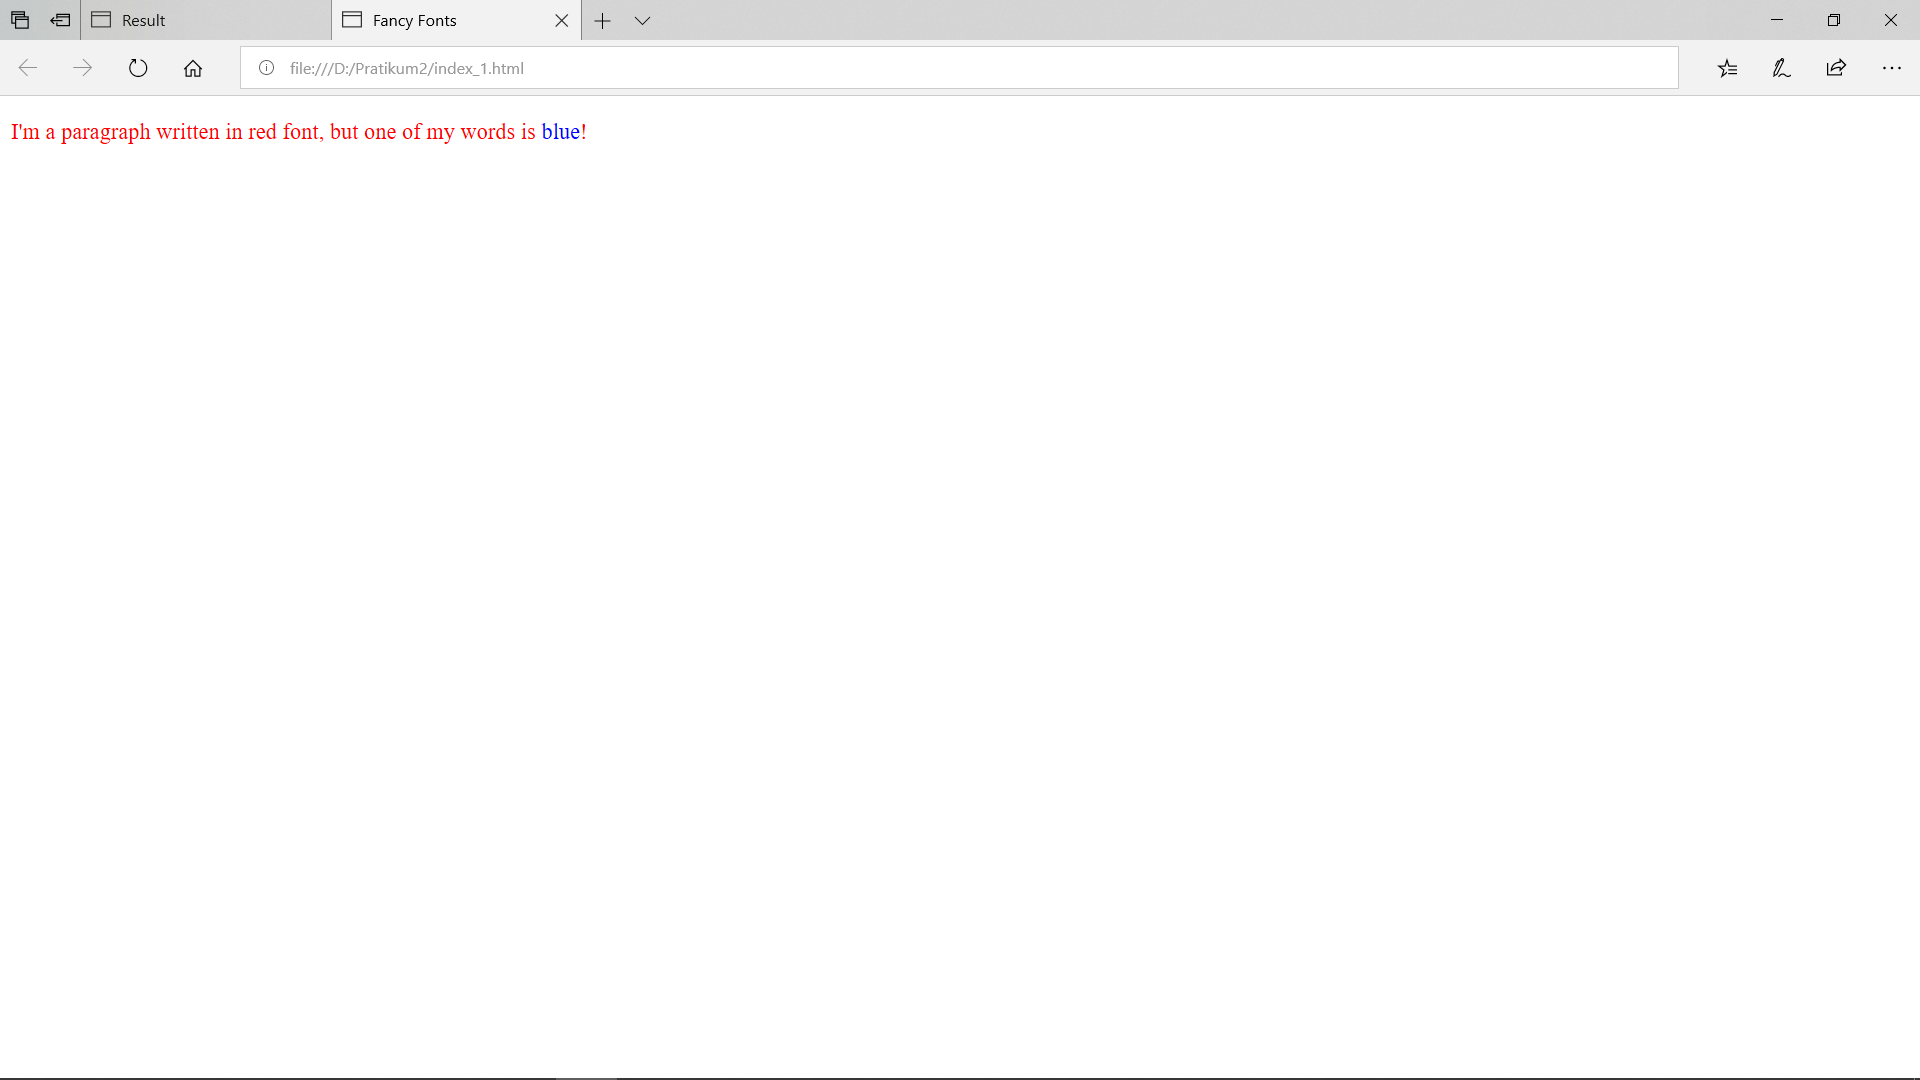 Result
Fancy Fonts
file:///D:/Pratikum2/index_1.html
I'm a paragraph written in red font, but one of my words is blue!